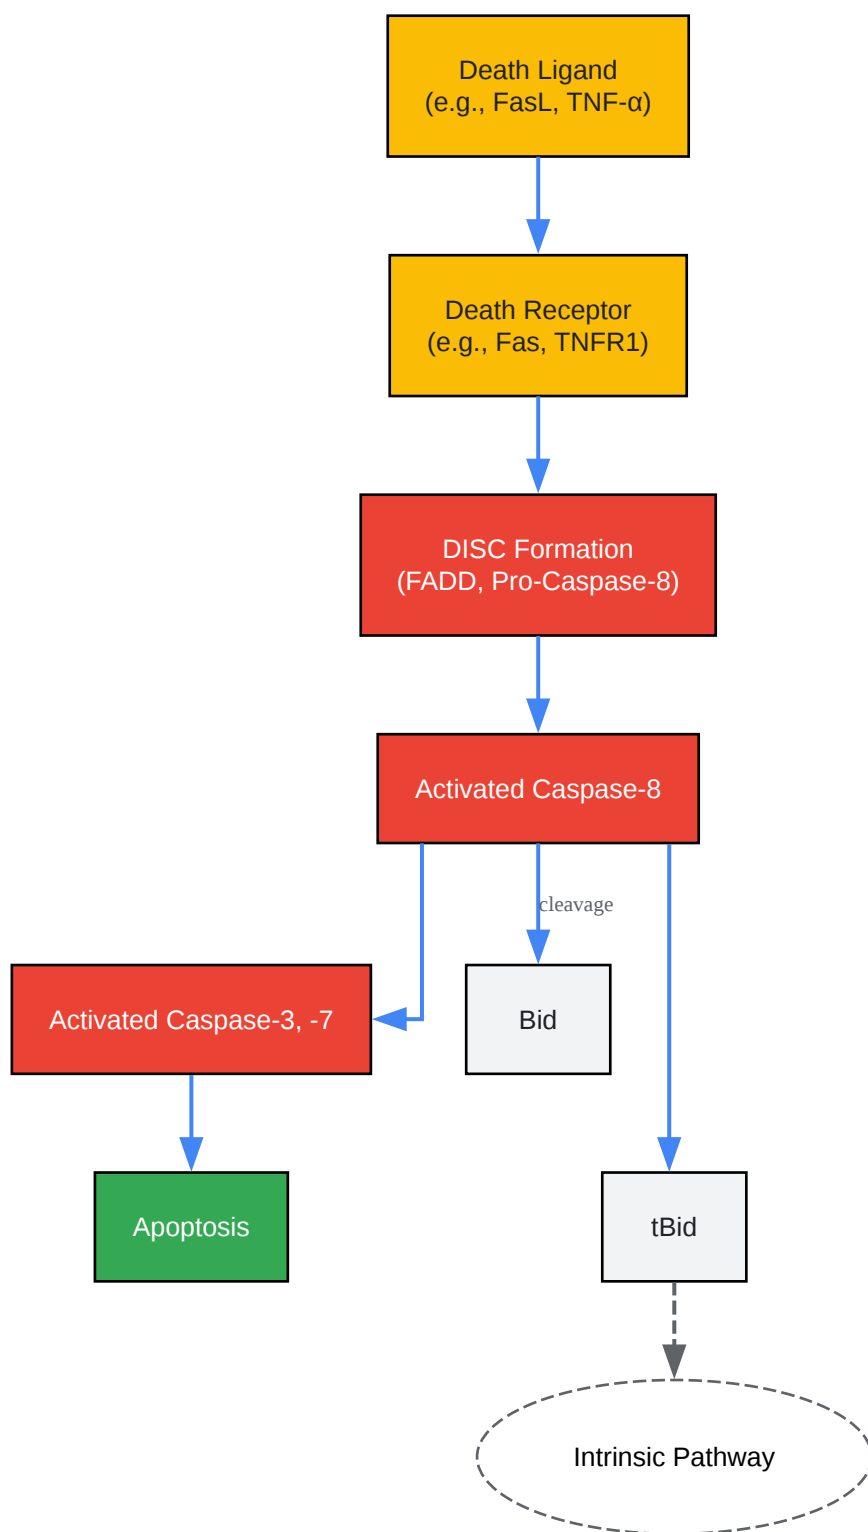 Death Ligand
(e.g., FasL, TNF-α)
Death Receptor
(e.g., Fas, TNFR1)
DISC Formation
(FADD, Pro-Caspase-8)
Activated Caspase-8
cleavage
Activated Caspase-3, -7
Bid
Apoptosis
tBid
Intrinsic Pathway